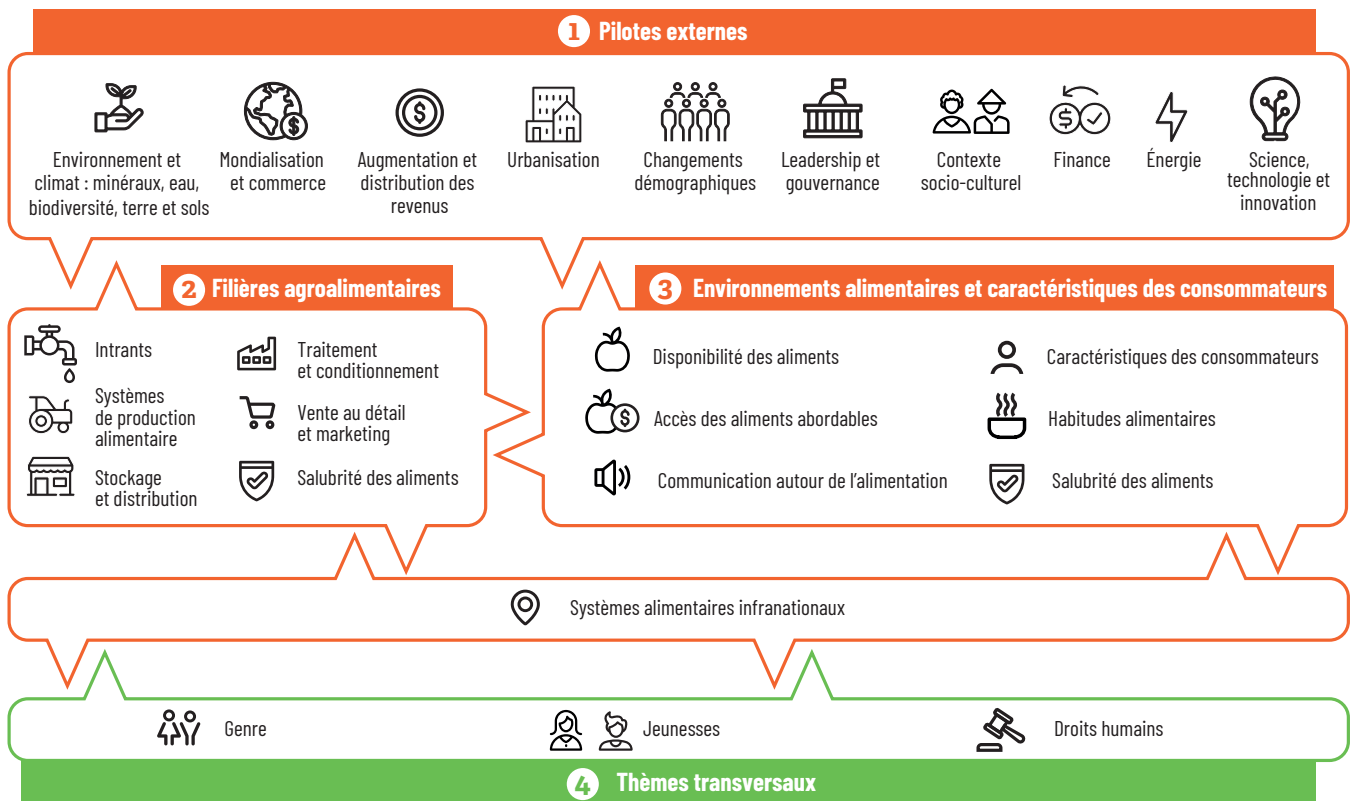 1 Pilotes externes
Environnement et
climat : minéraux, eau,
biodiversité, terre et sols
Mondialisation
et commerce
Augmentation et
distribution des
revenus
Urbanisation
Changements
démographiques
Leadership et
gouvernance
Contexte
socio-culturel
Finance
Énergie
Science,
technologie et
innovation
2 Filières agroalimentaires
Intrants
Systèmes
de production
alimentaire
Stockage
et distribution
Traitement
et conditionnement
Vente au détail
et marketing
Salubrité des aliments
3 Environnements alimentaires et caractéristiques des consommateurs
Disponibilité des aliments
Accès des aliments abordables
Communication autour de l'alimentation
Caractéristiques des consommateurs
Habitudes alimentaires
Salubrité des aliments
Systèmes alimentaires infranationaux
Genre
Jeunesses
Droits humains
4 Thèmes transversaux